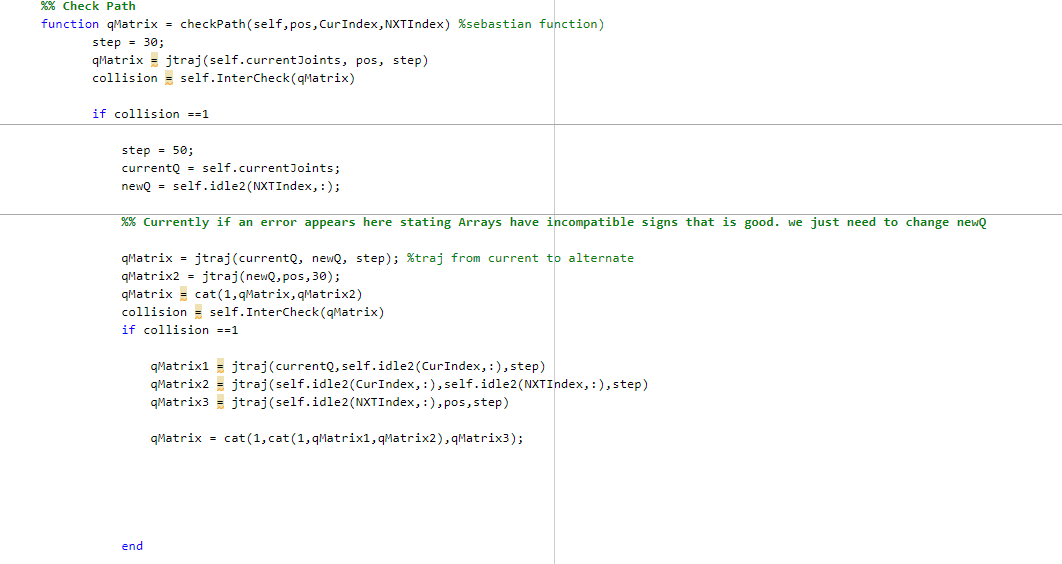 %% Check Path
function qMatrix = checkPath(self,pos,CurIndex,NXTIndex) %sebastian function)
step = 30;
qMatrix = jtraj(self.currentJoints, pos, step)
collision = self.InterCheck(qMatrix)
if collision ==1
step = 50;
currentQ = self.currentJoints;
newQ = self.idle2(NXTIndex,:);
%% Currently if an error appears here stating Arrays have incompatible signs that is good. we just need to change newQ
qMatrix = jtraj(currentQ, newQ, step); %traj from current to alternate
qMatrix2 = jtraj(newQ,pos,30);
qMatrix = cat(1,qMatrix,qMatrix2)
collision = self.InterCheck(qMatrix)
if collision ==1
qMatrix1 = jtraj(currentQ,self.idle2(CurIndex,:),step)
qMatrix2 = jtraj(self.idle2(CurIndex,:),self.idle2(NXTIndex,:),step)
qMatrix3 = jtraj(self.idle2(NXTIndex,:),pos,step)
qMatrix = cat(1,cat(1,qMatrix1,qMatrix2),qMatrix3);
end